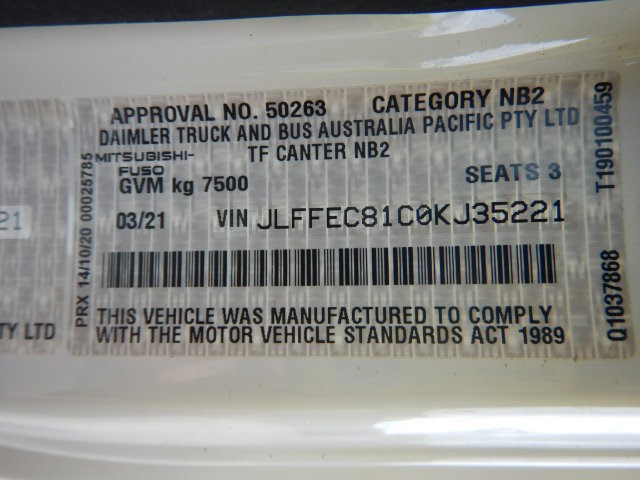 APPROVAL NO. 50263 CATEGORY NB2
DAIMLER TRUCK AND BUS AUSTRALIA PACIFIC PTY LTD
MITSUBISHI- TF CANTER NB2
FUSO
GVM kg 7500 SEATS 3
03/21 VIN JLFFEC81C0KJ35221
THIS VEHICLE WAS MANUFACTURED TO COMPLY
WITH THE MOTOR VEHICLE STANDARDS ACT 1989
PRX 14/10/20 00025785
T190100459
Q1037868
21
TY LTD